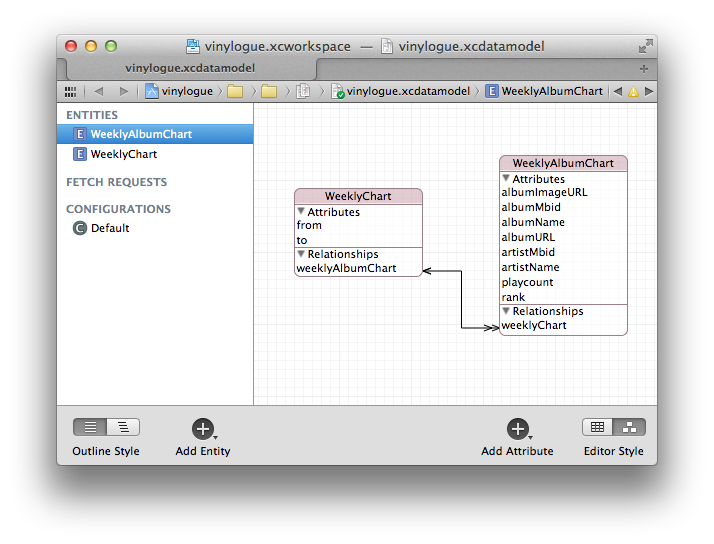 vinylogue.xcworkspace — vinylogue.xcdatamodel
vinylogue.xcdatamodel
vinylogue vinylogue.xcdatamodel E WeeklyAlbumChart
ENTITIES
E WeeklyAlbumChart
E WeeklyChart
FETCH REQUESTS
CONFIGURATIONS
C Default
WeeklyChart
Attributes
from
to
Relationships
weeklyAlbumChart
WeeklyAlbumChart
Attributes
albumImageURL
albumMbid
albumName
albumURL
artistMbid
artistName
playcount
rank
Relationships
weeklyChart
Outline Style
Add Entity
Add Attribute
Editor Style